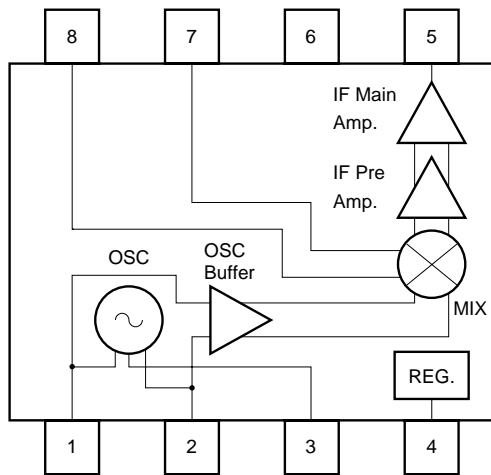 8 7 6 5
IF Main
Amp.
IF Pre
Amp.
OSC
OSC
Buffer
MIX
REG.
1 2 3 4